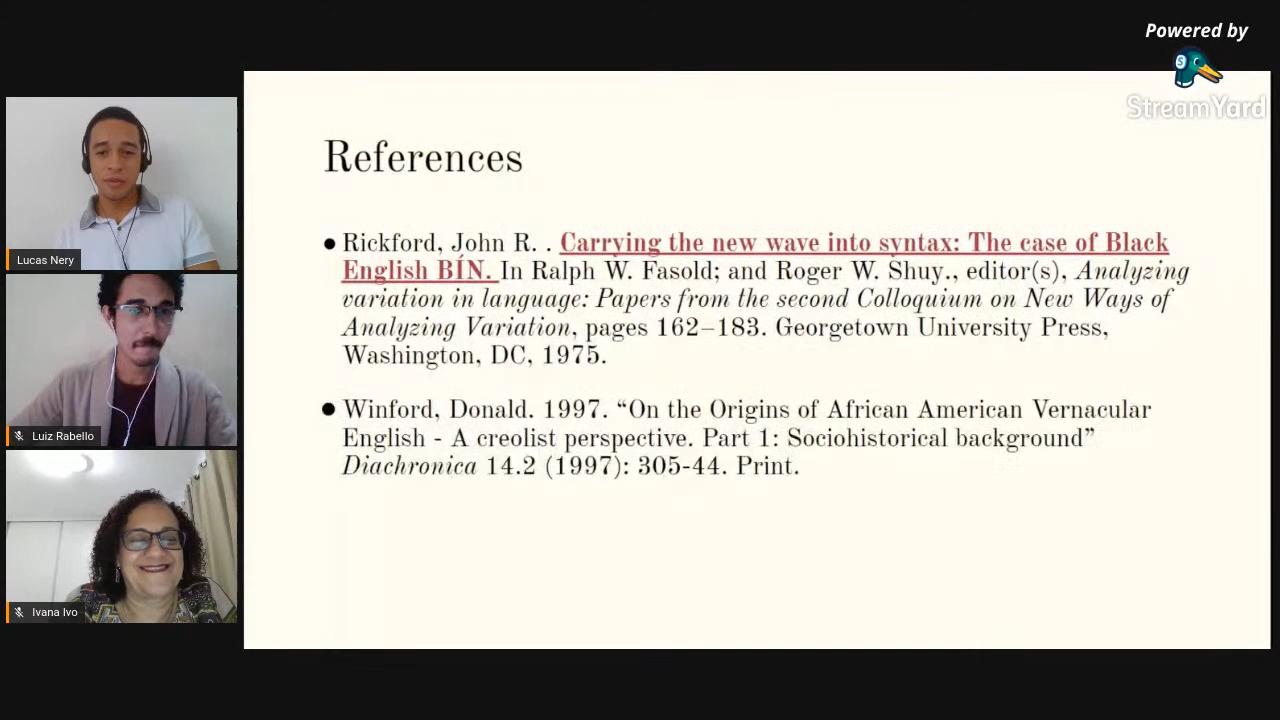 Powered by
StreamYard
Lucas Nery
Luiz Rabello
Ivana Ivo
References
● Rickford, John R. . Carrying the new wave into syntax: The case of Black
English BÍN. In Ralph W. Fasold; and Roger W. Shuy., editor(s), Analyzing
variation in language: Papers from the second Colloquium on New Ways of
Analyzing Variation, pages 162–183. Georgetown University Press,
Washington, DC, 1975.
● Winford, Donald. 1997. “On the Origins of African American Vernacular
English - A creolist perspective. Part 1: Sociohistorical background”
Diachronica 14.2 (1997): 305-44. Print.